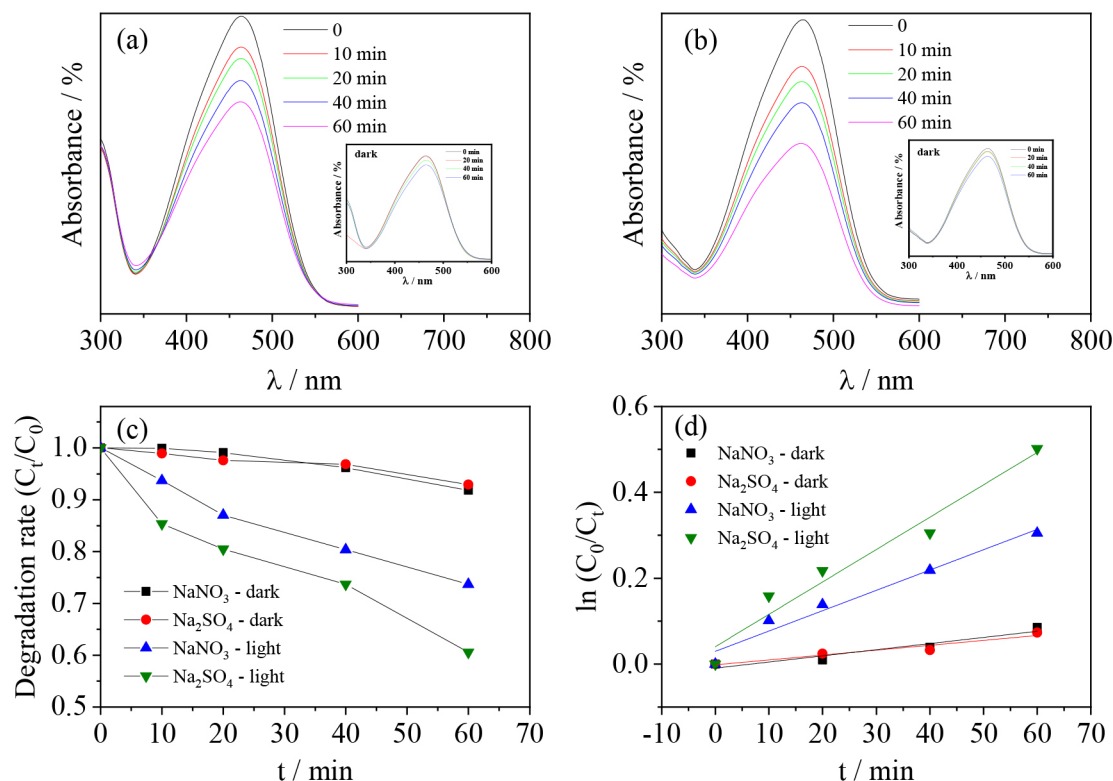 (a)
0
10 min
20 min
40 min
60 min
Absorbance / %
dark
0 min
20 min
40 min
60 min
Absorbance / %
300 400 500 600
λ / nm
300 400 500 600 700 800
λ / nm
(b)
0
10 min
20 min
40 min
60 min
Absorbance / %
dark
0 min
20 min
40 min
60 min
Absorbance / %
300 400 500 600
λ / nm
300 400 500 600 700 800
λ / nm
(c)
Degradation rate (Cₜ/C₀)
1.0
0.9
0.8
0.7
0.6
0.5
NaNO₃ - dark
Na₂SO₄ - dark
NaNO₃ - light
Na₂SO₄ - light
0 10 20 30 40 50 60 70
t / min
(d)
ln (C₀/Cₜ)
0.6
0.4
0.2
0.0
NaNO₃ - dark
Na₂SO₄ - dark
NaNO₃ - light
Na₂SO₄ - light
-10 0 10 20 30 40 50 60 70
t / min